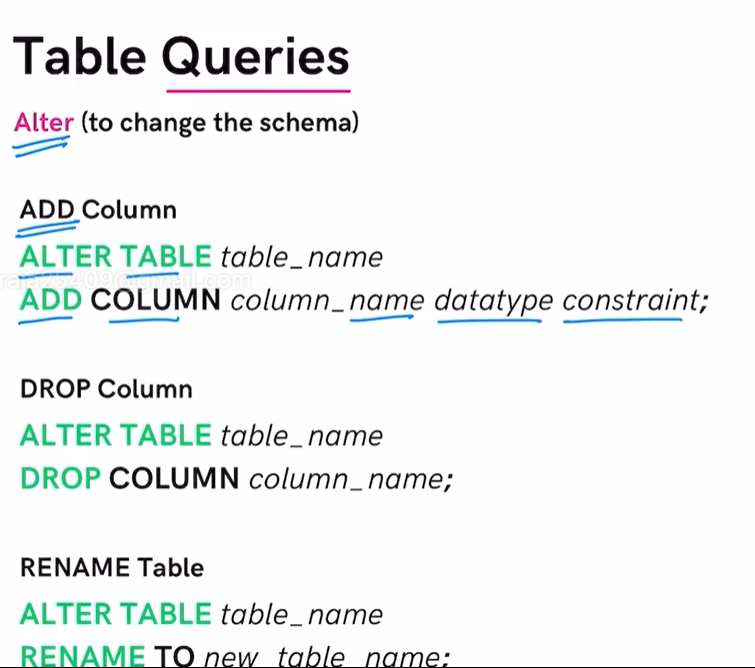 Table Queries
Alter (to change the schema)
ADD Column
ALTER TABLE table_name
ADD COLUMN column_name datatype constraint;
DROP Column
ALTER TABLE table_name
DROP COLUMN column_name;
RENAME Table
ALTER TABLE table_name
RENAME TO new_table_name;